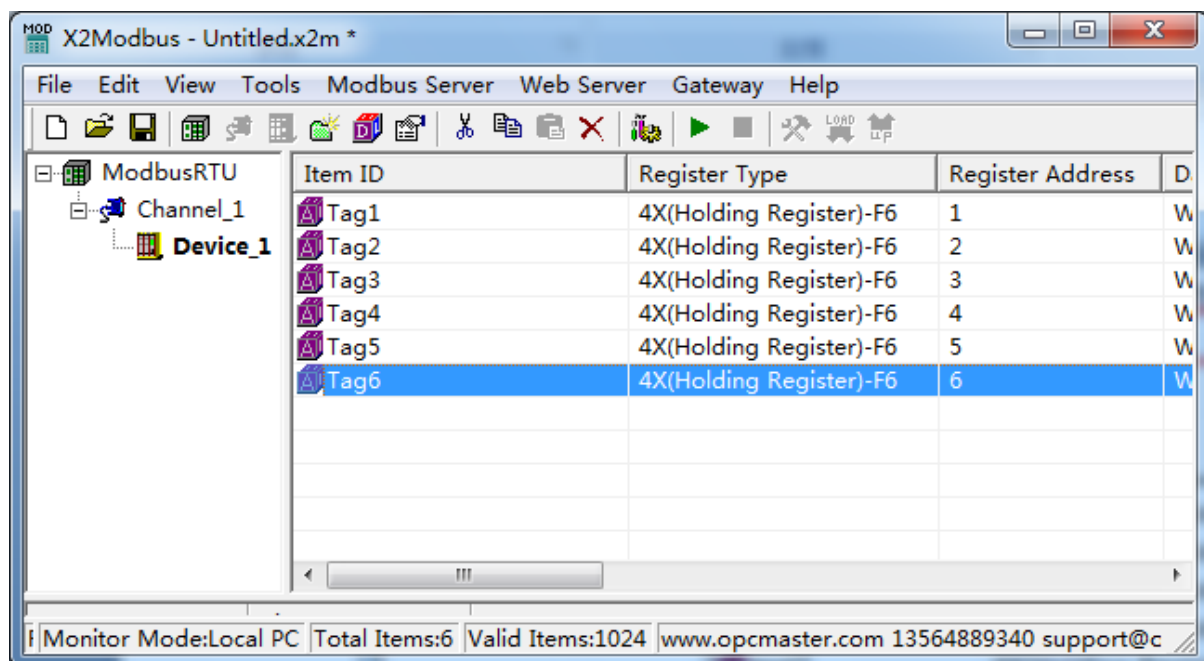 X2Modbus - Untitled.x2m *
File Edit View Tools Modbus Server Web Server Gateway Help
ModbusRTU
Channel_1
Device_1
Item ID Register Type Register Address D
Tag1 4X(Holding Register)-F6 1 W
Tag2 4X(Holding Register)-F6 2 W
Tag3 4X(Holding Register)-F6 3 W
Tag4 4X(Holding Register)-F6 4 W
Tag5 4X(Holding Register)-F6 5 W
Tag6 4X(Holding Register)-F6 6 W
Monitor Mode:Local PC Total Items:6 Valid Items:1024 www.opcmaster.com 13564889340 support@c